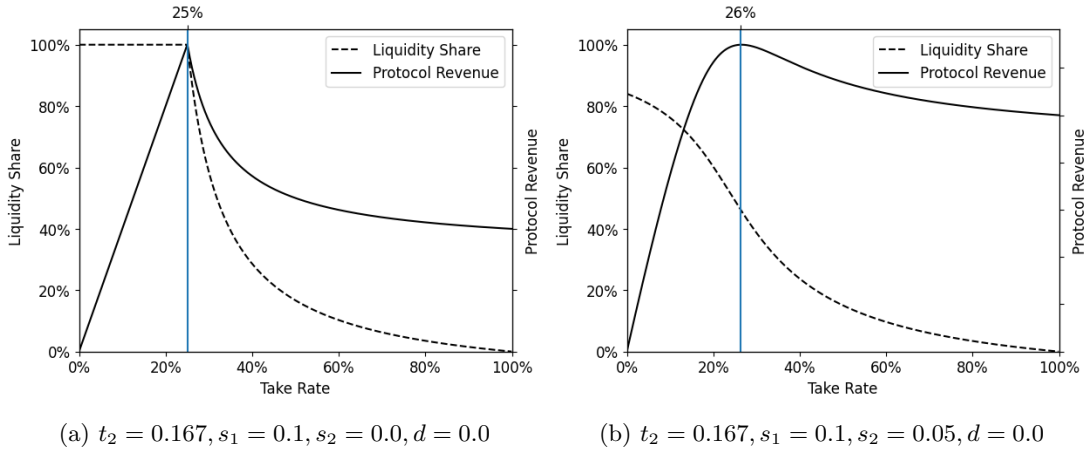 25%
100%
80%
60%
40%
20%
0%
Liquidity Share
Liquidity Share
Protocol Revenue
Protocol Revenue
0%
20%
40%
60%
80%
100%
Take Rate
(a) t₂ = 0.167, s₁ = 0.1, s₂ = 0.0, d = 0.0
26%
100%
80%
60%
40%
20%
0%
Liquidity Share
Liquidity Share
Protocol Revenue
Protocol Revenue
0%
20%
40%
60%
80%
100%
Take Rate
(b) t₂ = 0.167, s₁ = 0.1, s₂ = 0.05, d = 0.0